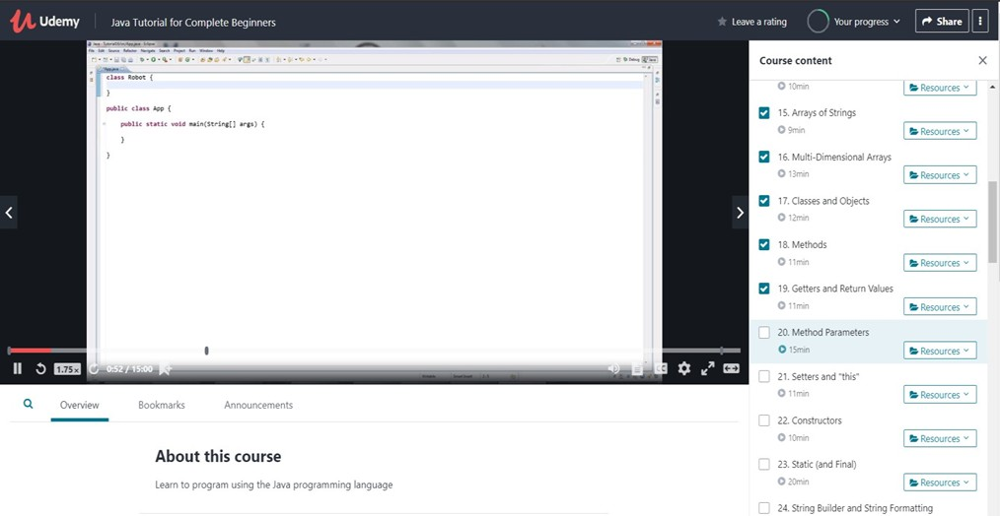 Udemy
Java Tutorial for Complete Beginners
Leave a rating
Your progress
Share
class Robot {
}
public class App {
public static void main(String[] args) {
}
}
1.75x
0:52 / 15:00
Overview
Bookmarks
Announcements
About this course
Learn to program using the Java programming language
Course content
10min
Resources
15. Arrays of Strings
9min
Resources
16. Multi-Dimensional Arrays
13min
Resources
17. Classes and Objects
12min
Resources
18. Methods
11min
Resources
19. Getters and Return Values
11min
Resources
20. Method Parameters
15min
Resources
21. Setters and "this"
11min
Resources
22. Constructors
10min
Resources
23. Static (and Final)
20min
Resources
24. String Builder and String Formatting